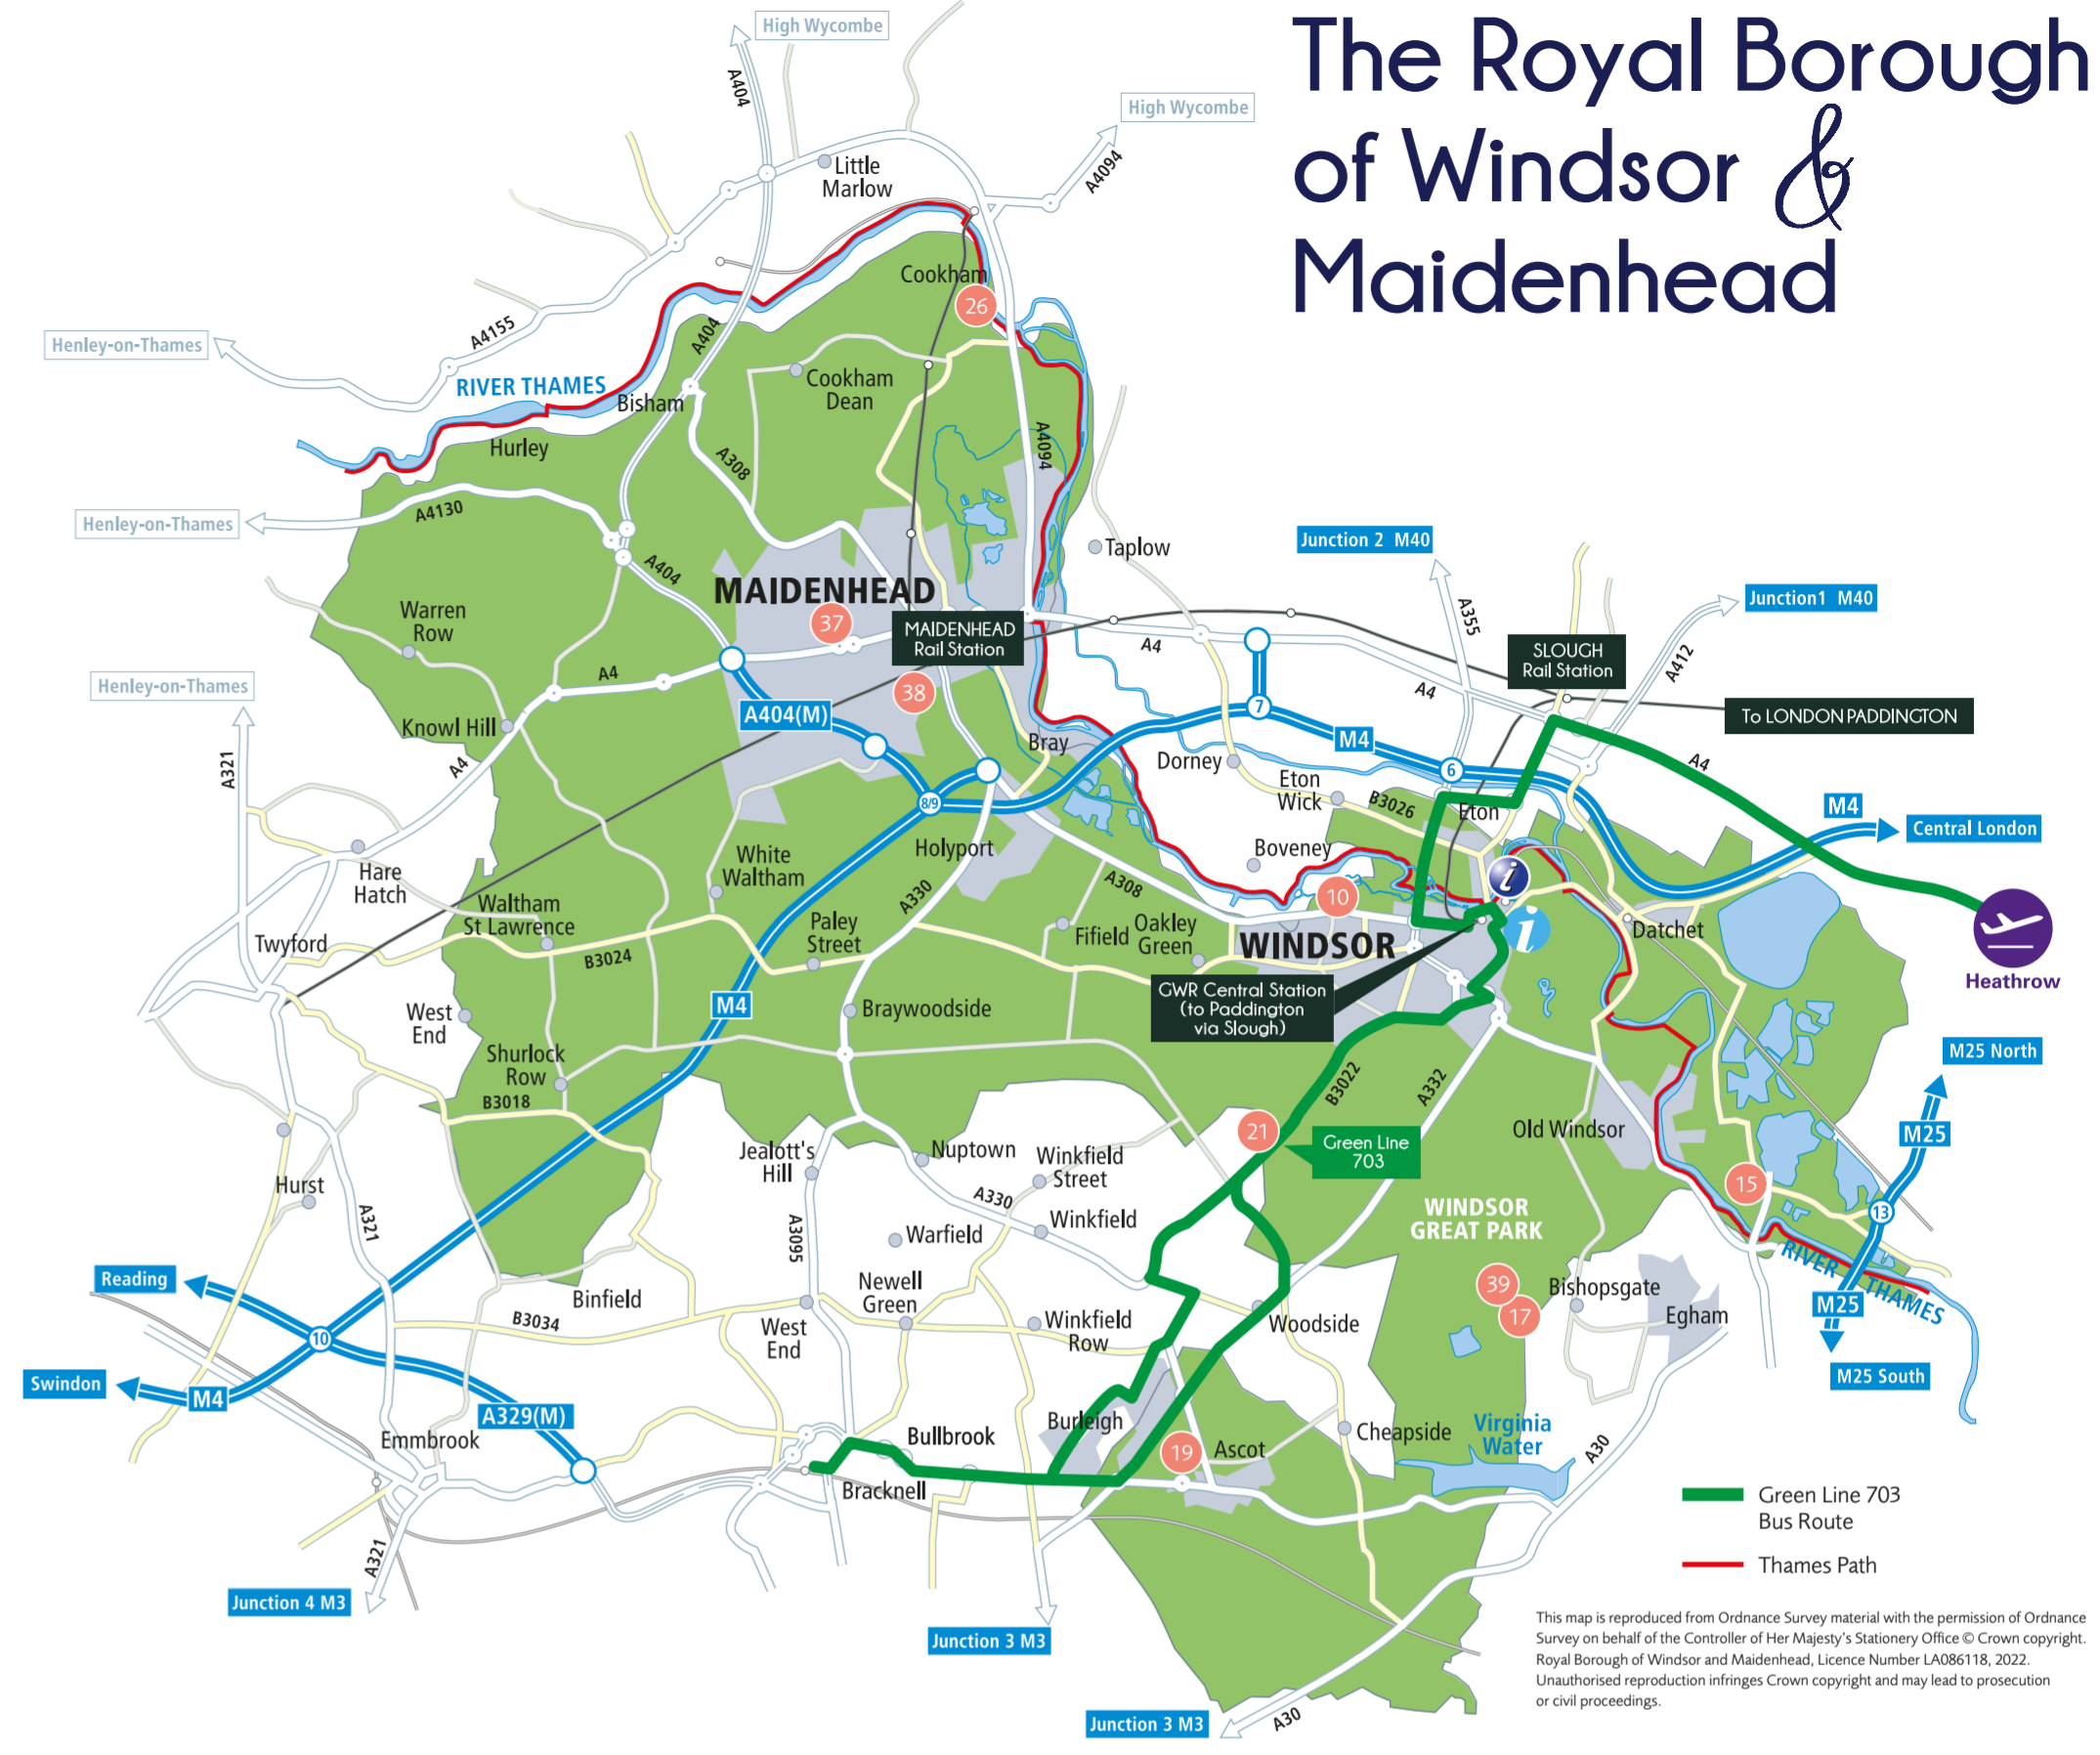 The Royal Borough
of Windsor &
Maidenhead
High Wycombe
A404
High Wycombe
A4094
Little
Marlow
Cookham
26
Henley-on-Thames
A4155
RIVER THAMES
A404
Bisham
Cookham
Dean
Hurley
A308
A4094
Henley-on-Thames
A4130
Taplow
Junction 2 M40
Junction1 M40
A404
MAIDENHEAD
37
MAIDENHEAD
Rail Station
Warren
Row
A355
A4
SLOUGH
Rail Station
A412
Henley-on-Thames
A4
A4
38
7
To LONDON PADDINGTON
Knowl Hill
A404(M)
Bray
M4
A4
A321
A4
Dorney
6
Eton
Wick
B3026
Eton
8/9
M4
Central London
Holyport
Boveney
White
Waltham
Hare
Hatch
A330
A308
10
i
Waltham
St Lawrence
Paley
Street
Fifield
Oakley
Green
WINDSOR
i
Datchet
Twyford
B3024
Heathrow
GWR Central Station
(to Paddington
via Slough)
M4
West
End
Braywoodside
Shurlock
Row
B3018
M25 North
B3022
A332
21
Green Line
703
Old Windsor
M25
Jealott's
Hill
Nuptown
Winkfield
Street
A330
15
Hurst
A321
A3095
Warfield
Winkfield
WINDSOR
GREAT PARK
13
RIVER THAMES
Reading
Binfield
Newell
Green
39
17
Bishopsgate
Egham
M25
B3034
10
West
End
Winkfield
Row
Woodside
M25 South
Swindon
M4
A329(M)
Emmbrook
Bullbrook
Burleigh
19
Ascot
Cheapside
Virginia
Water
A30
Bracknell
Green Line 703
Bus Route
Thames Path
A321
Junction 4 M3
Junction 3 M3
Junction 3 M3
A30
This map is reproduced from Ordnance Survey material with the permission of Ordnance
Survey on behalf of the Controller of Her Majesty's Stationery Office © Crown copyright.
Royal Borough of Windsor and Maidenhead, Licence Number LA086118, 2022.
Unauthorised reproduction infringes Crown copyright and may lead to prosecution
or civil proceedings.